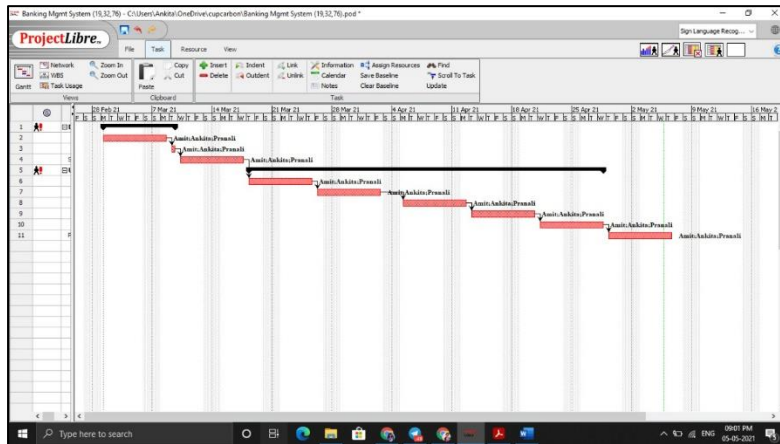 Banking Mgmt System (19,32,76) - C:\Users\Ankita\OneDrive\cupcarbon\Banking Mgmt System (19,32,76).pod *
ProjectLibre
File Task Resource View
Sign Language Recog...
Gantt
Network
WBS
Task Usage
Zoom In
Zoom Out
Views
Paste
Copy
Cut
Clipboard
Insert Indent Link Information Assign Resources Find
Delete Outdent Unlink Calendar Save Baseline Scroll To Task
Notes Clear Baseline Update
Task
28 Feb 21 7 Mar 21 14 Mar 21 21 Mar 21 28 Mar 21 4 Apr 21 11 Apr 21 18 Apr 21 25 Apr 21 2 May 21 9 May 21 16 May 2
F S S M T W T F S S M T W T F S S M T W T F S S M T W T F S S M T W T F S S M T W T F S S M T W T F S S M T W T F S S M T W T F S S M T W T F S S M T W T F S S M T
1
2 Amit;Ankita;Pranali
3 Amit;Ankita;Pranali
4 Amit;Ankita;Pranali
5
6 Amit;Ankita;Pranali
7 Amit;Ankita;Pranali
8 Amit;Ankita;Pranali
9 Amit;Ankita;Pranali
10 Amit;Ankita;Pranali
11 Amit;Ankita;Pranali
Type here to search
ENG
09:01 PM
05-05-2021